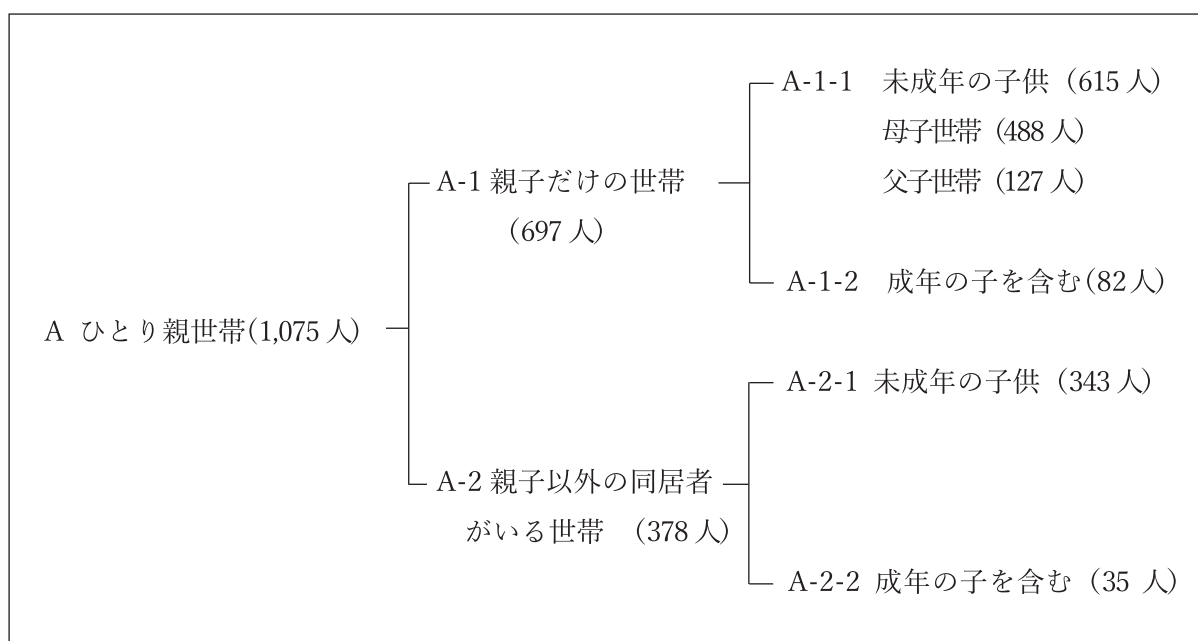 A-1-1 未成年の子供（615 人）
母子世帯（488 人）
父子世帯（127 人）
A-1 親子だけの世帯
（697 人）
A-1-2 成年の子を含む(82人）
A ひとり親世帯(1,075 人）
A-2-1 未成年の子供（343 人）
A-2 親子以外の同居者
がいる世帯 （378 人）
A-2-2 成年の子を含む（35 人）